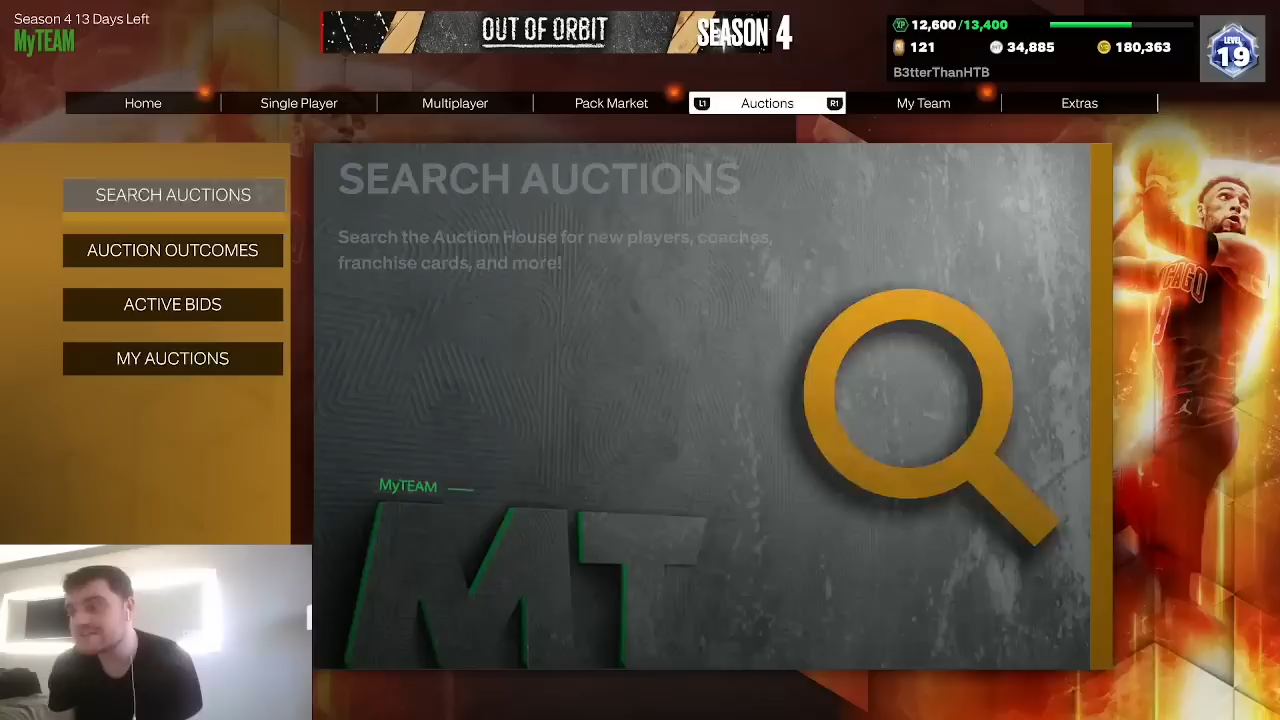 Season 4 13 Days Left
MyTEAM
OUT OF ORBIT
SEASON 4
XP 12,600/13,400
121
34,885
180,363
B3tterThanHTB
LEVEL
19
Home
Single Player
Multiplayer
Pack Market
L1
Auctions
R1
My Team
Extras
SEARCH AUCTIONS
AUCTION OUTCOMES
ACTIVE BIDS
MY AUCTIONS
SEARCH AUCTIONS
Search the Auction House for new players, coaches,
franchise cards, and more!
MyTEAM
MT